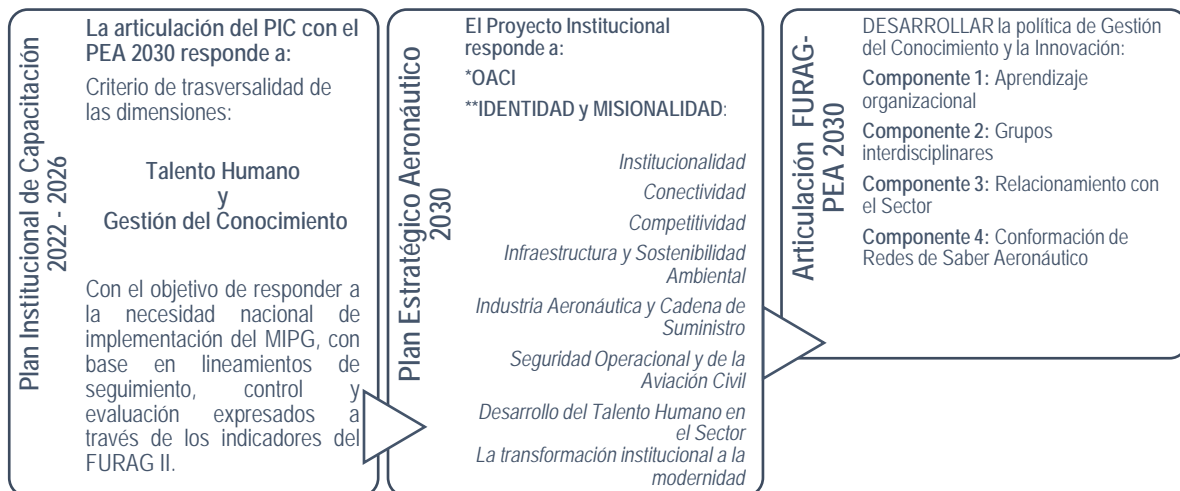 Plan Institucional de Capacitación
2022 - 2026
La articulación del PIC con el
PEA 2030 responde a:
Criterio de trasversalidad de
las dimensiones:
Talento Humano
y
Gestión del Conocimiento
Con el objetivo de responder a
la necesidad nacional de
implementación del MIPG, con
base en lineamientos de
seguimiento, control y
evaluación expresados a
través de los indicadores del
FURAG II.
Plan Estratégico Aeronáutico
2030
El Proyecto Institucional
responde a:
*OACI
**IDENTIDAD y MISIONALIDAD:
Institucionalidad
Conectividad
Competitividad
Infraestructura y Sostenibilidad
Ambiental
Industria Aeronáutica y Cadena de
Suministro
Seguridad Operacional y de la
Aviación Civil
Desarrollo del Talento Humano en
el Sector
La transformación institucional a la
modernidad
Articulación FURAG-
PEA 2030
DESARROLLAR la política de Gestión
del Conocimiento y la Innovación:
Componente 1: Aprendizaje
organizacional
Componente 2: Grupos
interdisciplinares
Componente 3: Relacionamiento con
el Sector
Componente 4: Conformación de
Redes de Saber Aeronáutico